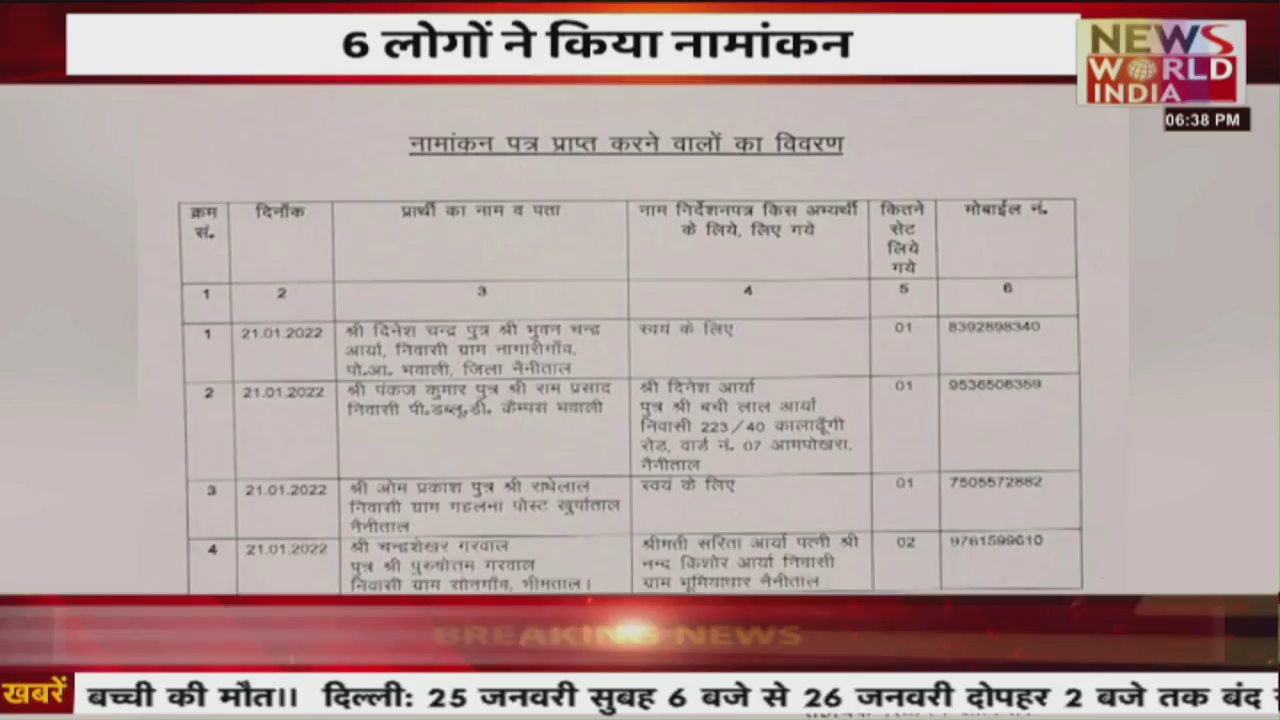 6 लोगों ने किया नामांकन
NEWS
WORLD
INDIA
06:38 PM
नामांकन पत्र प्राप्त करने वालों का विवरण
क्रम सं. दिनाँक प्रार्थी का नाम व पता नाम निर्देशनपत्र किस अभ्यर्थी के लिये, लिए गये कितने सेट लिये गये मोबाईल नं.
1 2 3 4 5 6
1 21.01.2022 श्री दिनेश चन्द्र पुत्र श्री भुवन चन्द्र स्वयं के लिए 01 8392898340
आर्या, निवासी ग्राम नागारीगाँव,
पो.आ. भवाली, जिला नैनीताल
2 21.01.2022 श्री पंकज कुमार पुत्र श्री राम प्रसाद श्री दिनेश आर्या 01 9536506359
निवासी पी.डब्लू.डी. कैम्पस भवाली पुत्र श्री बची लाल आर्या
निवासी 223/40 कालाढूँगी
रोड, वार्ड नं. 07 आमपोखरा,
नैनीताल
3 21.01.2022 श्री ओम प्रकाश पुत्र श्री राधेलाल स्वयं के लिए 01 7505572882
निवासी ग्राम गहलना पोस्ट खुर्पाताल
नैनीताल
4 21.01.2022 श्री चन्द्रशेखर गरवाल श्रीमती सरिता आर्या पत्नी श्री 02 9761599610
पुत्र श्री पुरुषोतम गरवाल नन्द किशोर आर्या निवासी
निवासी ग्राम सोनगाँव, भीमताल। ग्राम भूमियाधार नैनीताल
BREAKING NEWS
खबरें बच्ची की मौत।। दिल्ली: 25 जनवरी सुबह 6 बजे से 26 जनवरी दोपहर 2 बजे तक बंद